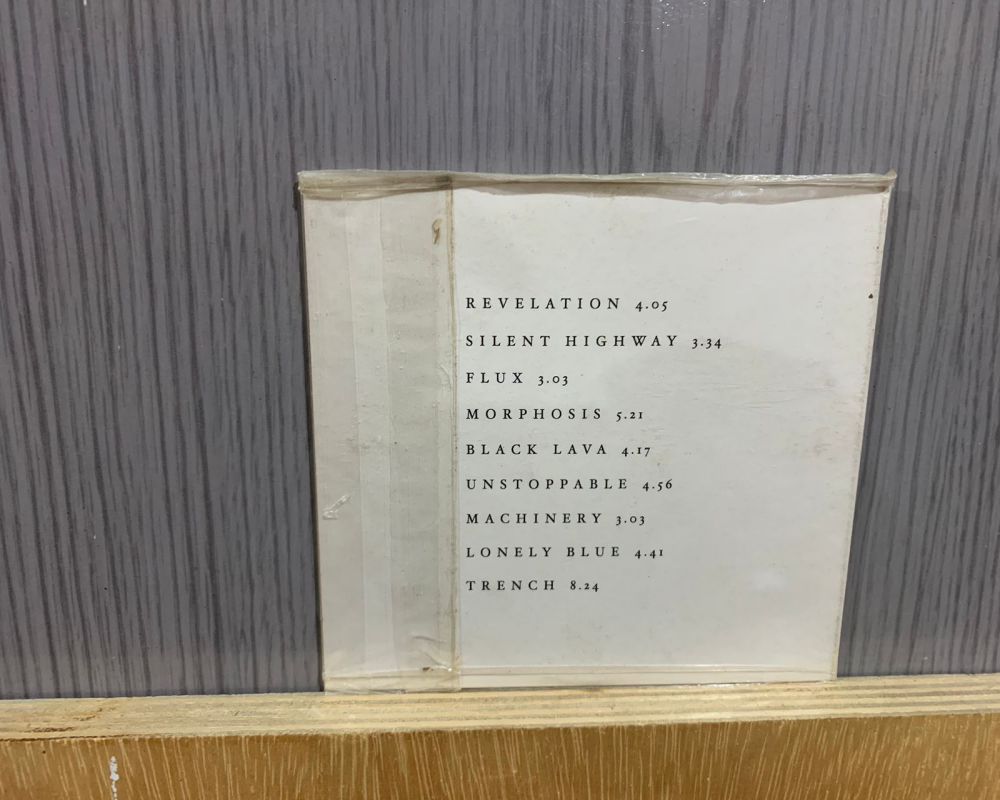 REVELATION 4.05
SILENT HIGHWAY 3.34
FLUX 3.03
MORPHOSIS 5.21
BLACK LAVA 4.17
UNSTOPPABLE 4.56
MACHINERY 3.03
LONELY BLUE 4.41
TRENCH 8.24